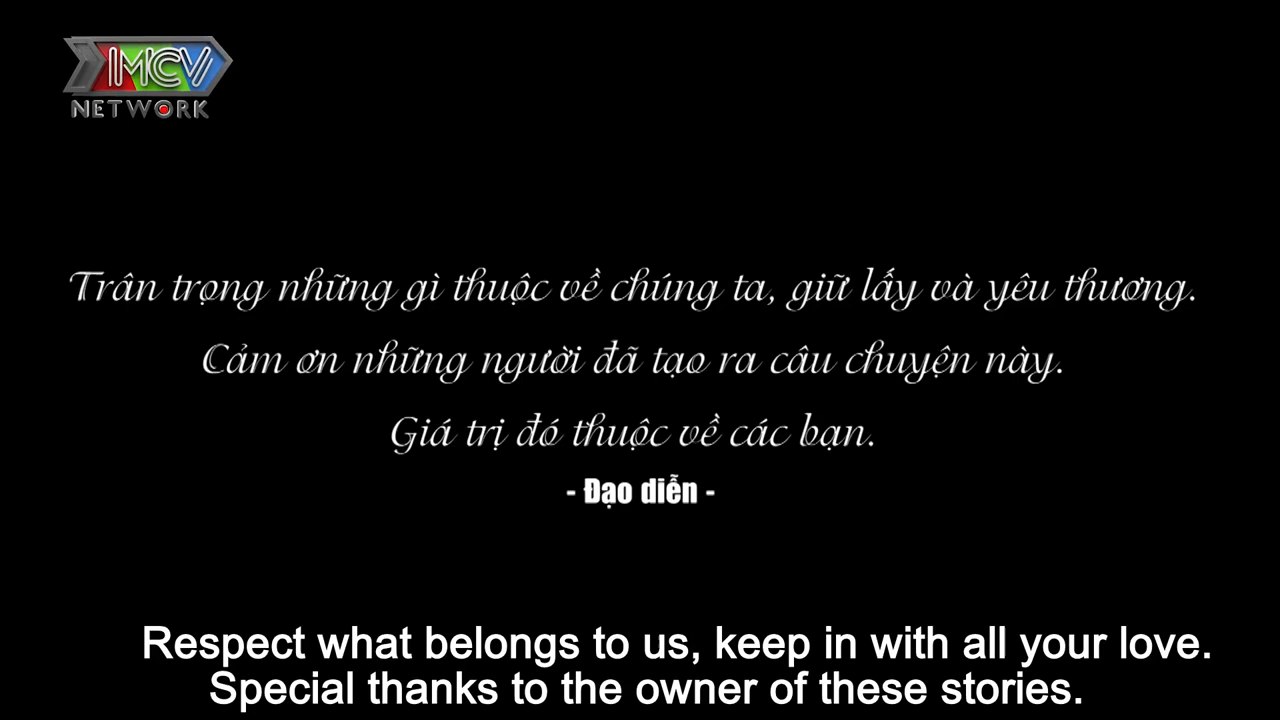 MCV
NETWORK
Trân trọng những gì thuộc về chúng ta, giữ lấy và yêu thương.
Cảm ơn những người đã tạo ra câu chuyện này.
Giá trị đó thuộc về các bạn.
- Đạo diễn -
Respect what belongs to us, keep in with all your love.
Special thanks to the owner of these stories.